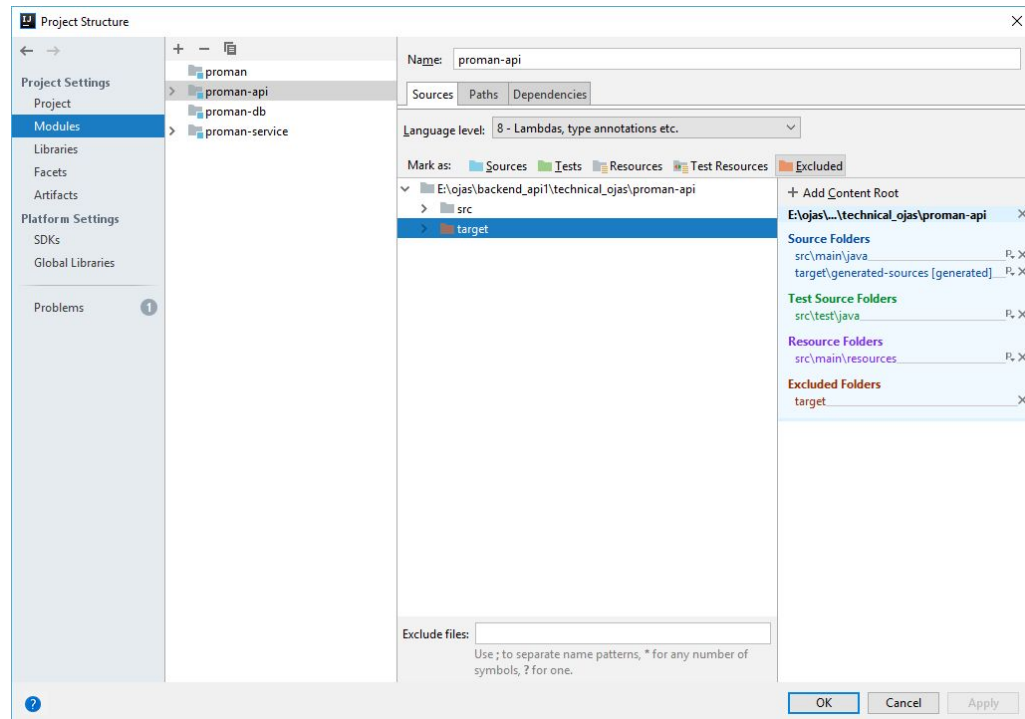 Project Structure
Project Settings
Project
Modules
Libraries
Facets
Artifacts
Platform Settings
SDKs
Global Libraries
Problems 1
proman
proman-api
proman-db
proman-service
Name: proman-api
Sources Paths Dependencies
Language level: 8 - Lambdas, type annotations etc.
Mark as: Sources Tests Resources Test Resources Excluded
E:\ojas\backend_api1\technical_ojas\proman-api
src
target
+ Add Content Root
E:\ojas\...\technical_ojas\proman-api
Source Folders
src\main\java
target\generated-sources [generated]
Test Source Folders
src\test\java
Resource Folders
src\main\resources
Excluded Folders
target
Exclude files:
Use ; to separate name patterns, * for any number of
symbols, ? for one.
? OK Cancel Apply